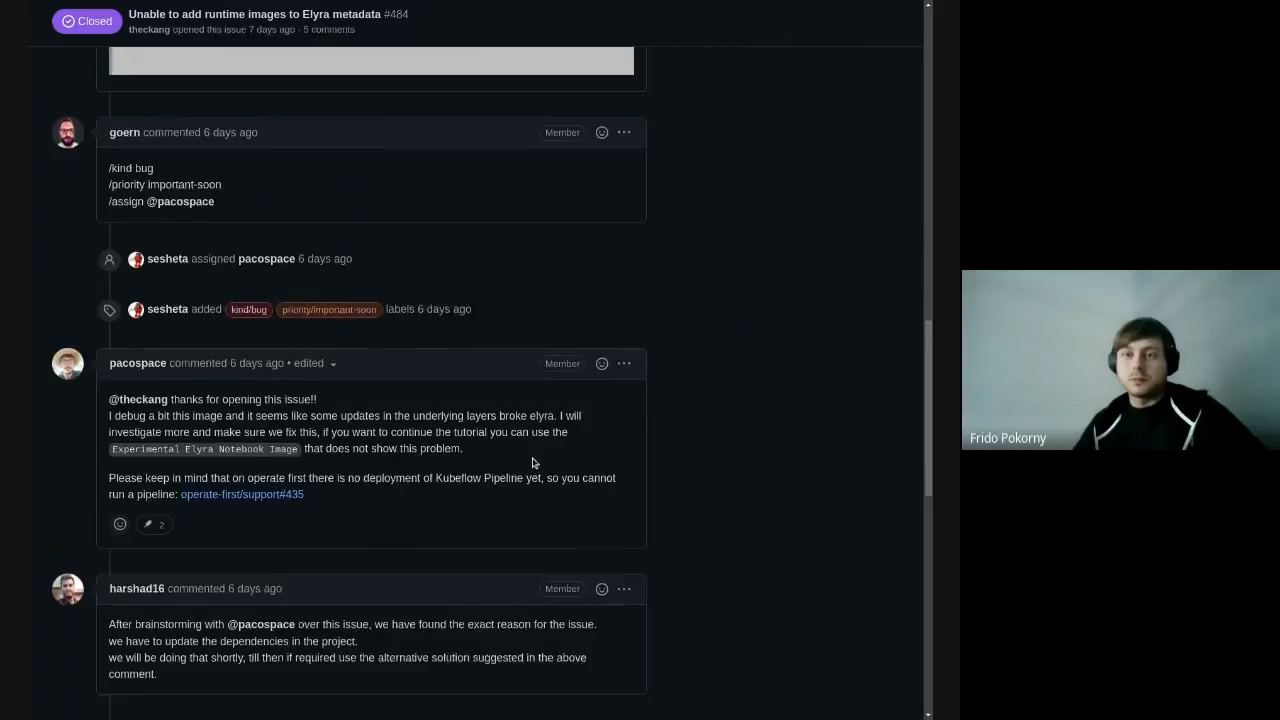 Closed
Unable to add runtime images to Elyra metadata #484
theckang opened this issue 7 days ago · 5 comments
goern commented 6 days ago
Member
/kind bug
/priority important-soon
/assign @pacospace
sesheta assigned pacospace 6 days ago
sesheta added kind/bug priority/important-soon labels 6 days ago
pacospace commented 6 days ago • edited
Member
@theckang thanks for opening this issue!!
I debug a bit this image and it seems like some updates in the underlying layers broke elyra. I will
investigate more and make sure we fix this, if you want to continue the tutorial you can use the
Experimental Elyra Notebook Image that does not show this problem.
Please keep in mind that on operate first there is no deployment of Kubeflow Pipeline yet, so you cannot
run a pipeline: operate-first/support#435
2
harshad16 commented 6 days ago
Member
After brainstorming with @pacospace over this issue, we have found the exact reason for the issue.
we have to update the dependencies in the project.
we will be doing that shortly, till then if required use the alternative solution suggested in the above
comment.
Frido Pokorny